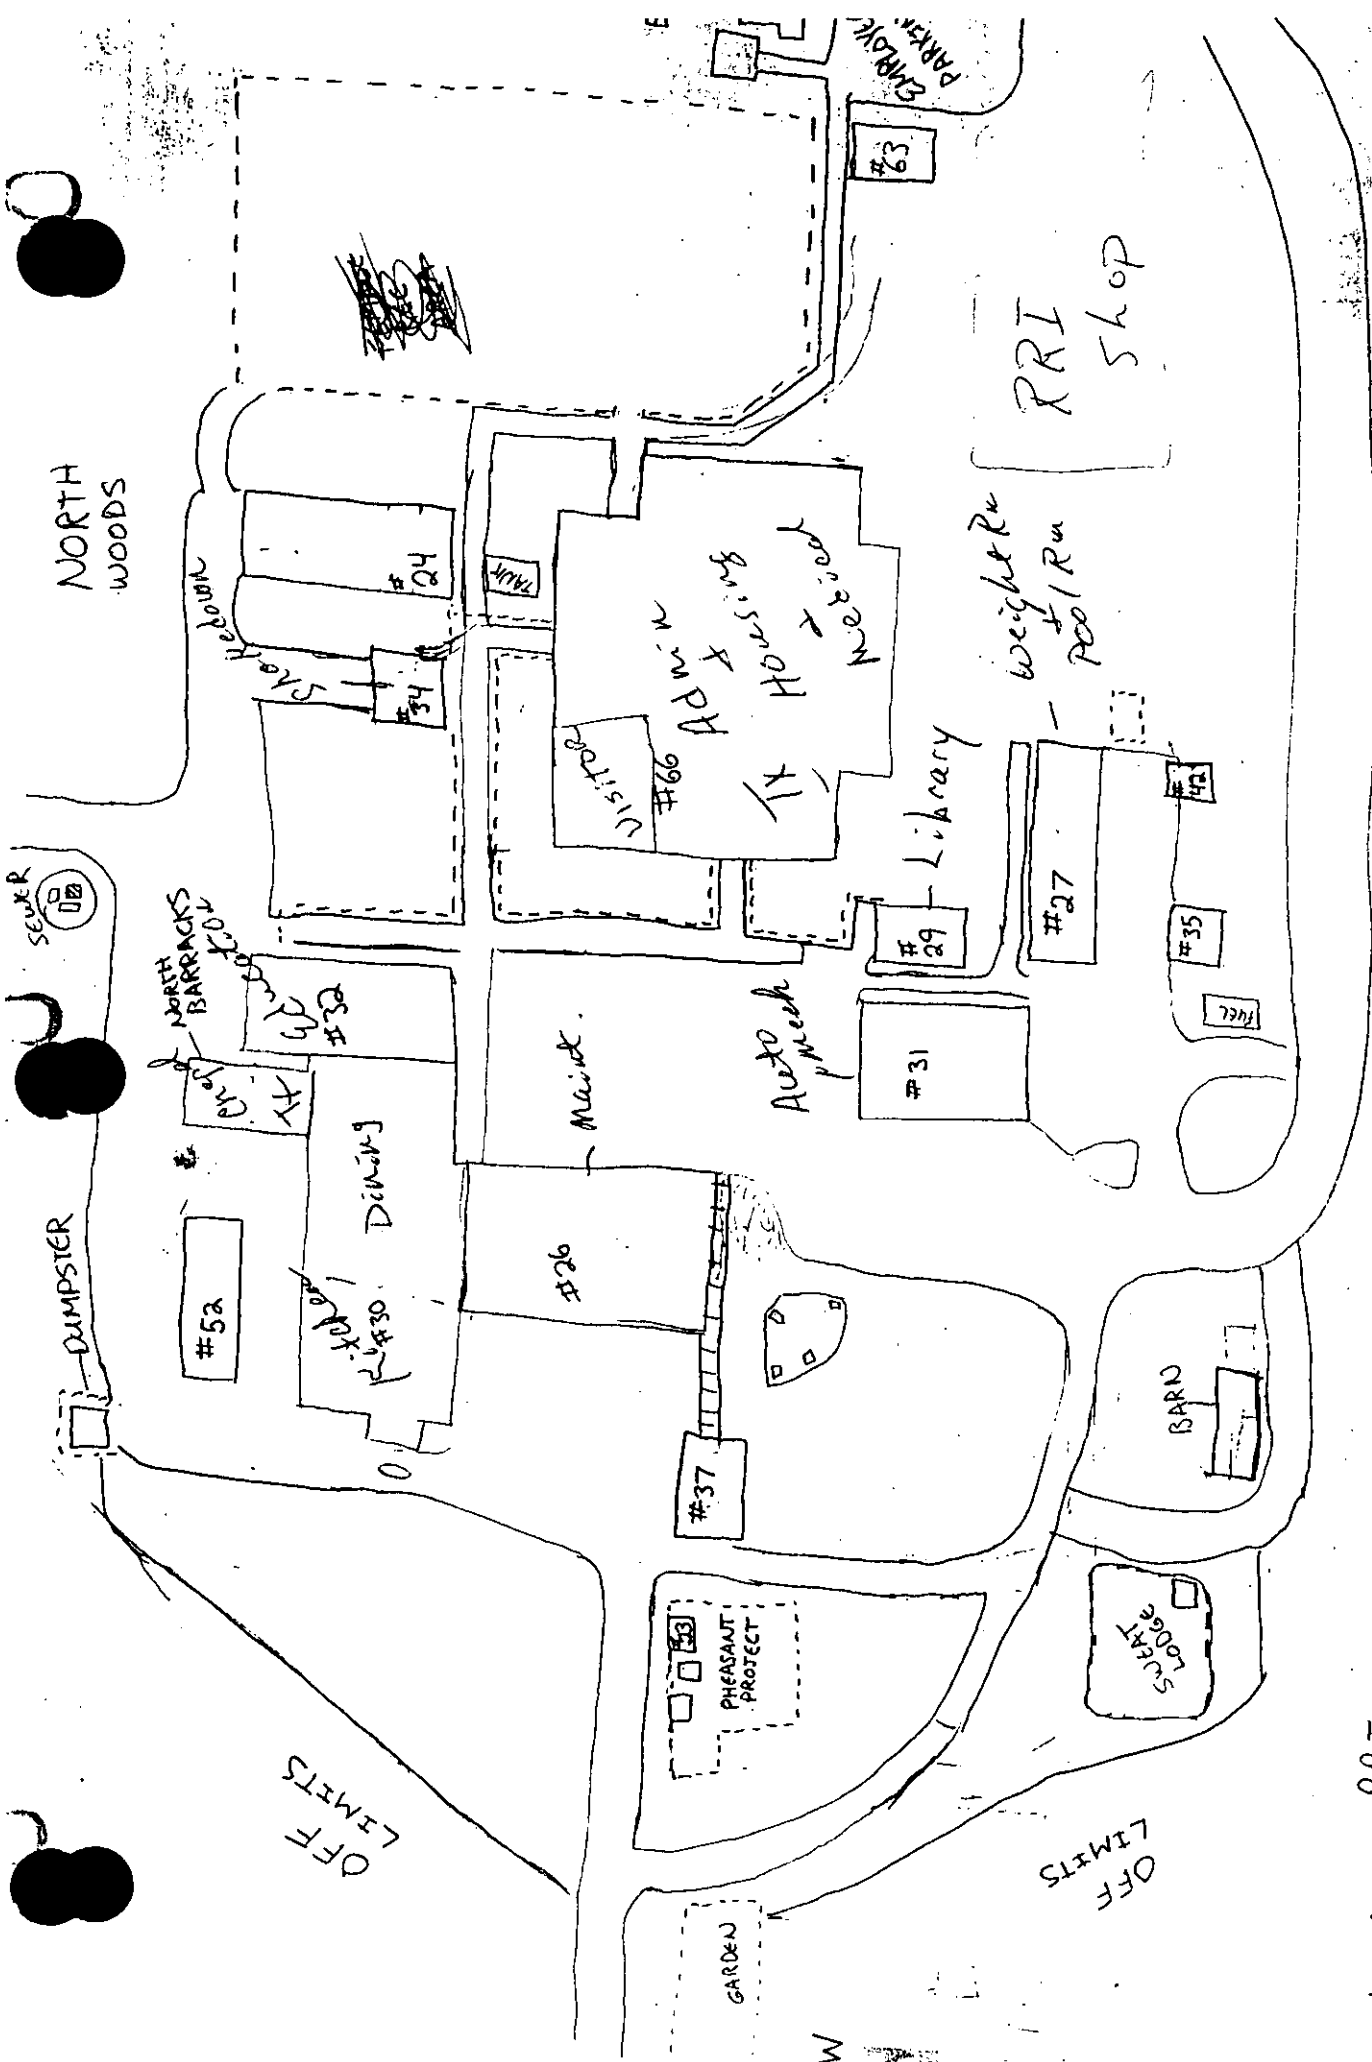 NORTH
WOODS
SEWER
DUMPSTER
NORTH
BARRACKS
#24
#34
TANK
#32
#52
Dining
#30
#26
Maint.
Visitor
#66
Admin
+
Housing
+
Medical
TX
EMPLOYEE
PARKING
#63
RRI
Shop
Weight Rm
+
Pool Rm
Library
#29
#27
#42
#35
FUEL
Auto
Mech
#31
#37
BARN
PHEASANT
PROJECT
SWEAT
LODGE
GARDEN
OFF
LIMITS
OFF
LIMITS
W